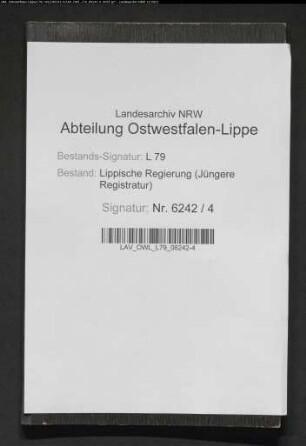 Landesarchiv NRW
Abteilung Ostwestfalen-Lippe
Bestands-Signatur: L 79
Bestand: Lippische Regierung (Jüngere
Registratur)
Signatur: Nr. 6242 / 4
LAV_OWL_L79_06242-4